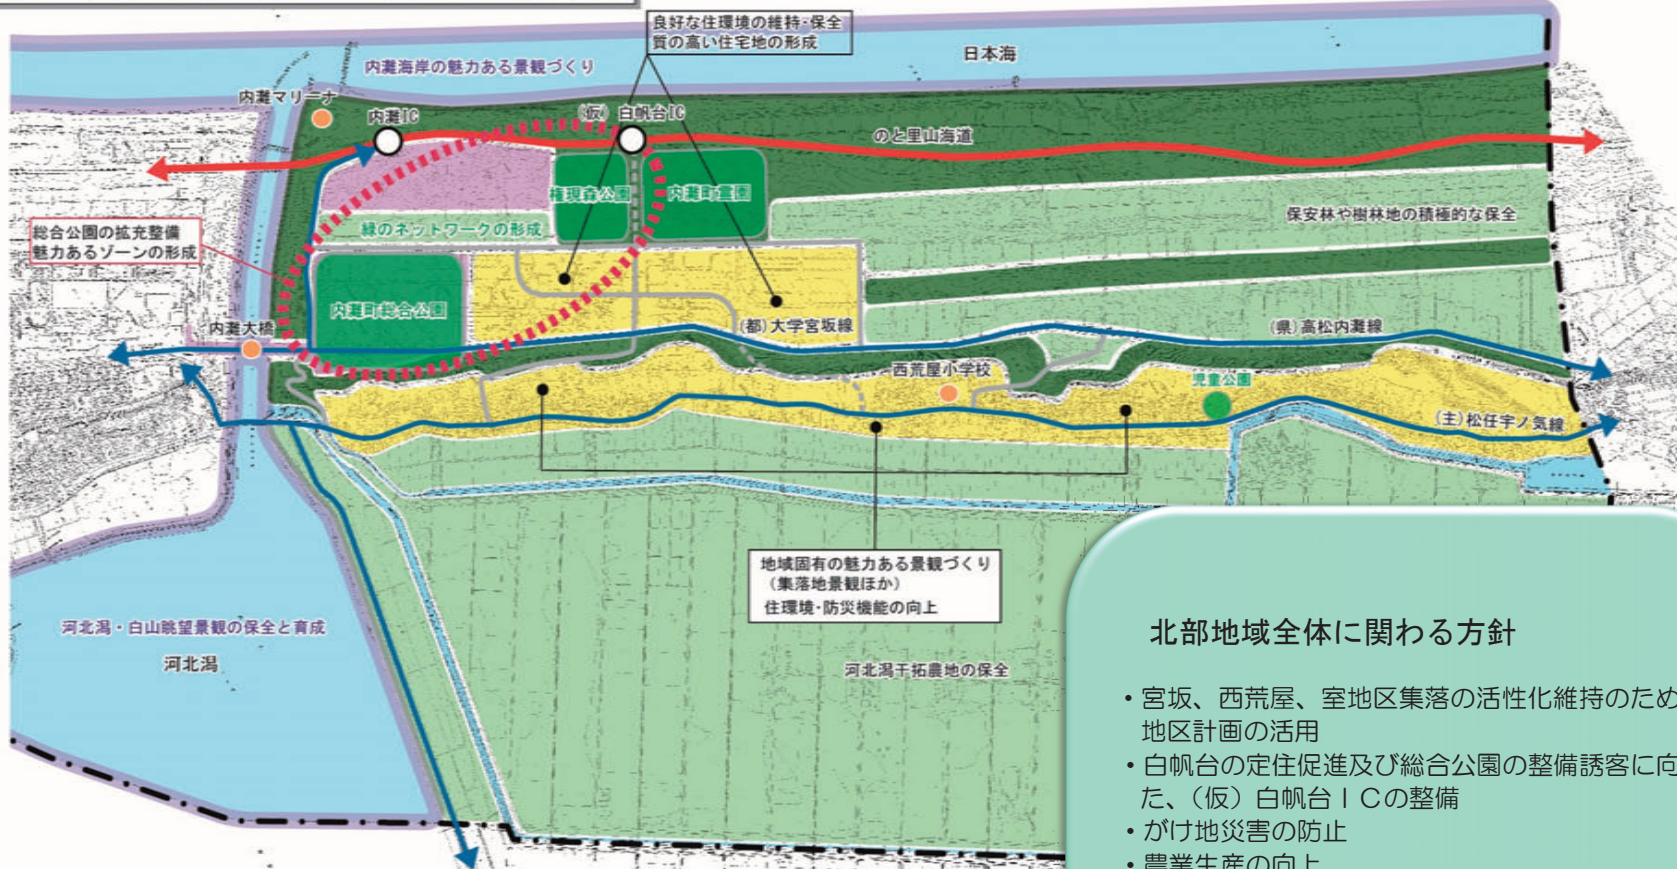 良好な住環境の維持・保全
質の高い住宅地の形成
日本海
内灘海岸の魅力ある景観づくり
内灘マリーナ
内灘IC
(仮) 白帆台IC
のと里山海道
権現森公園
内灘町霊園
保安林や樹林地の積極的な保全
総合公園の拡充整備
魅力あるゾーンの形成
緑のネットワークの形成
内灘町総合公園
内灘大橋
(都)大学宮坂線
(県)高松内灘線
西荒屋小学校
児童公園
(主)松任宇ノ気線
地域固有の魅力ある景観づくり
(集落地景観ほか)
住環境・防災機能の向上
河北潟・白山眺望景観の保全と育成
河北潟
河北潟干拓農地の保全
北部地域全体に関わる方針
・宮坂、西荒屋、室地区集落の活性化維持のため
地区計画の活用
・白帆台の定住促進及び総合公園の整備誘客に向
た、（仮）白帆台ＩＣの整備
・がけ地災害の防止
・農業生産の向上